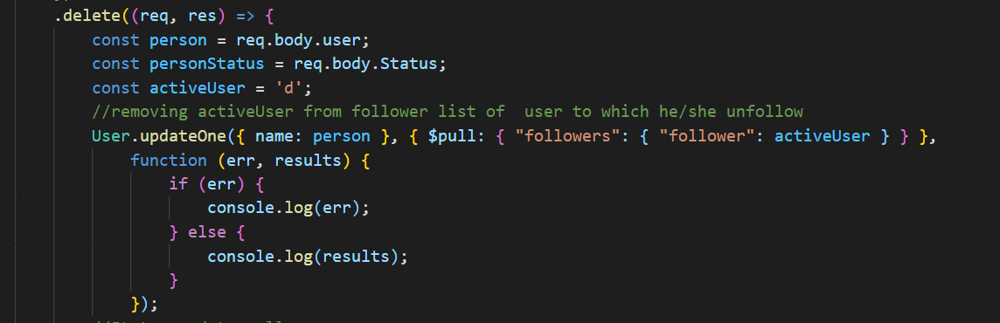 .delete((req, res) => {
const person = req.body.user;
const personStatus = req.body.Status;
const activeUser = 'd';
//removing activeUser from follower list of  user to which he/she unfollow
User.updateOne({ name: person }, { $pull: { "followers": { "follower": activeUser } } },
function (err, results) {
if (err) {
console.log(err);
} else {
console.log(results);
}
});